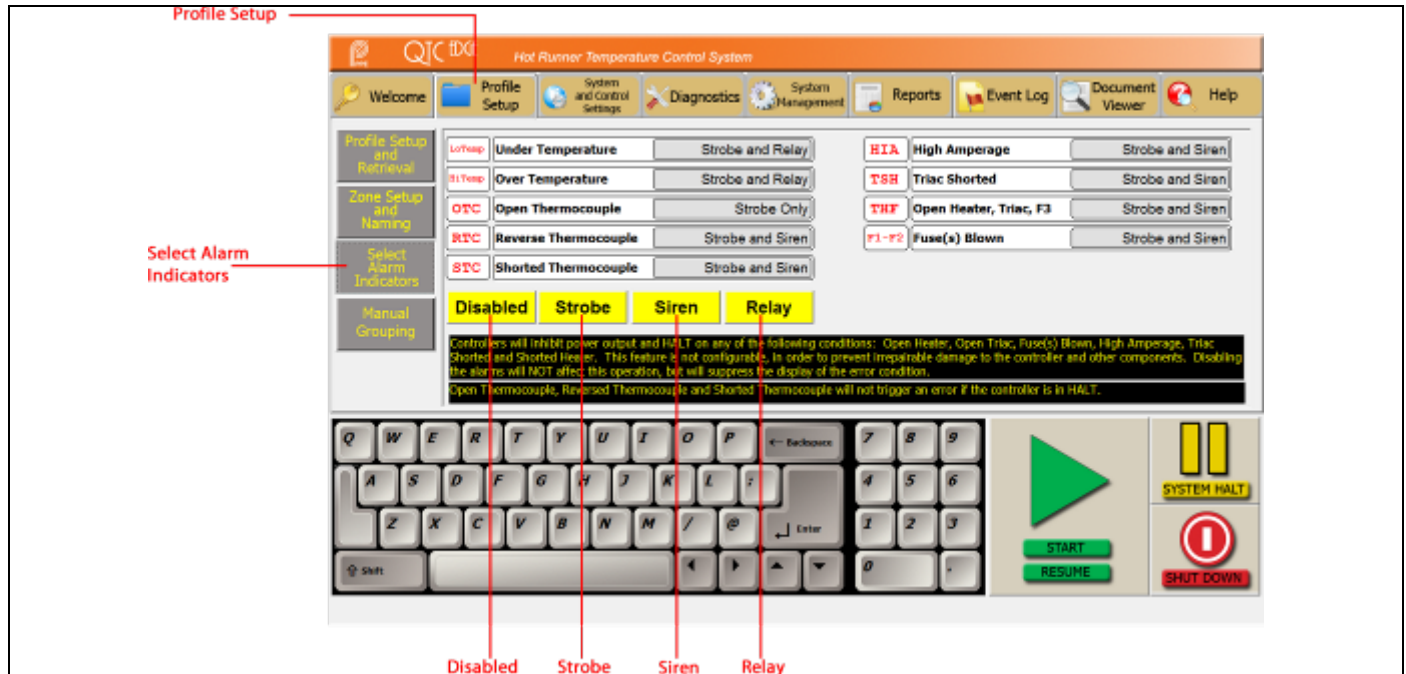 Profile Setup
QTC tDCt Hot Runner Temperature Control System
Welcome
Profile Setup
System and Control Settings
Diagnostics
System Management
Reports
Event Log
Document Viewer
Help
Profile Setup and Retrieval
Zone Setup and Naming
Select Alarm Indicators
Manual Grouping
Select Alarm
Indicators
LoTemp Under Temperature Strobe and Relay
HiTemp Over Temperature Strobe and Relay
OTC Open Thermocouple Strobe Only
RTC Reverse Thermocouple Strobe and Siren
STC Shorted Thermocouple Strobe and Siren
HIA High Amperage Strobe and Siren
TSH Triac Shorted Strobe and Siren
THF Open Heater, Triac, F3 Strobe and Siren
F1-F2 Fuse(s) Blown Strobe and Siren
Disabled Strobe Siren Relay
Controllers will inhibit power output and HALT on any of the following conditions: Open Heater, Open Triac, Fuse(s) Blown, High Amperage, Triac
Shorted and Shorted Heater. This feature is not configurable, in order to prevent irrepairable damage to the controller and other components. Disabling
the alarms will NOT affect this operation, but will suppress the display of the error condition.
Open Thermocouple, Reversed Thermocouple and Shorted Thermocouple will not trigger an error if the controller is in HALT.
Q W E R T Y U I O P ← Backspace 7 8 9
A S D F G H J K L : 4 5 6
Z X C V B N M / @ Enter 1 2 3
Shift 0 .
START
RESUME
SYSTEM HALT
SHUT DOWN
Disabled Strobe Siren Relay